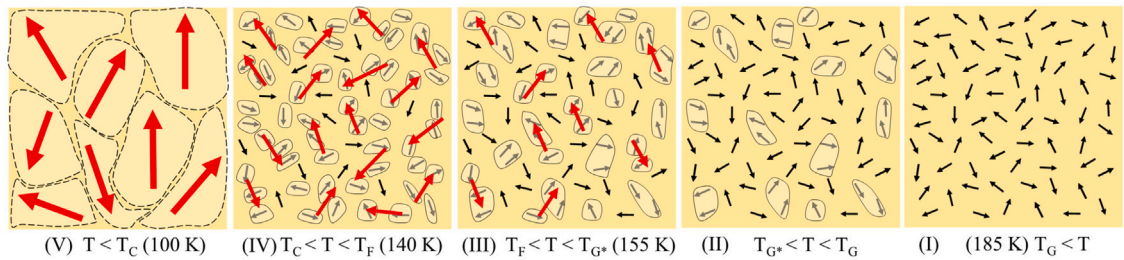 (V) T < T_C (100 K) (IV) T_C < T < T_F (140 K) (III) T_F < T < T_G* (155 K) (II) T_G* < T < T_G (I) (185 K) T_G < T